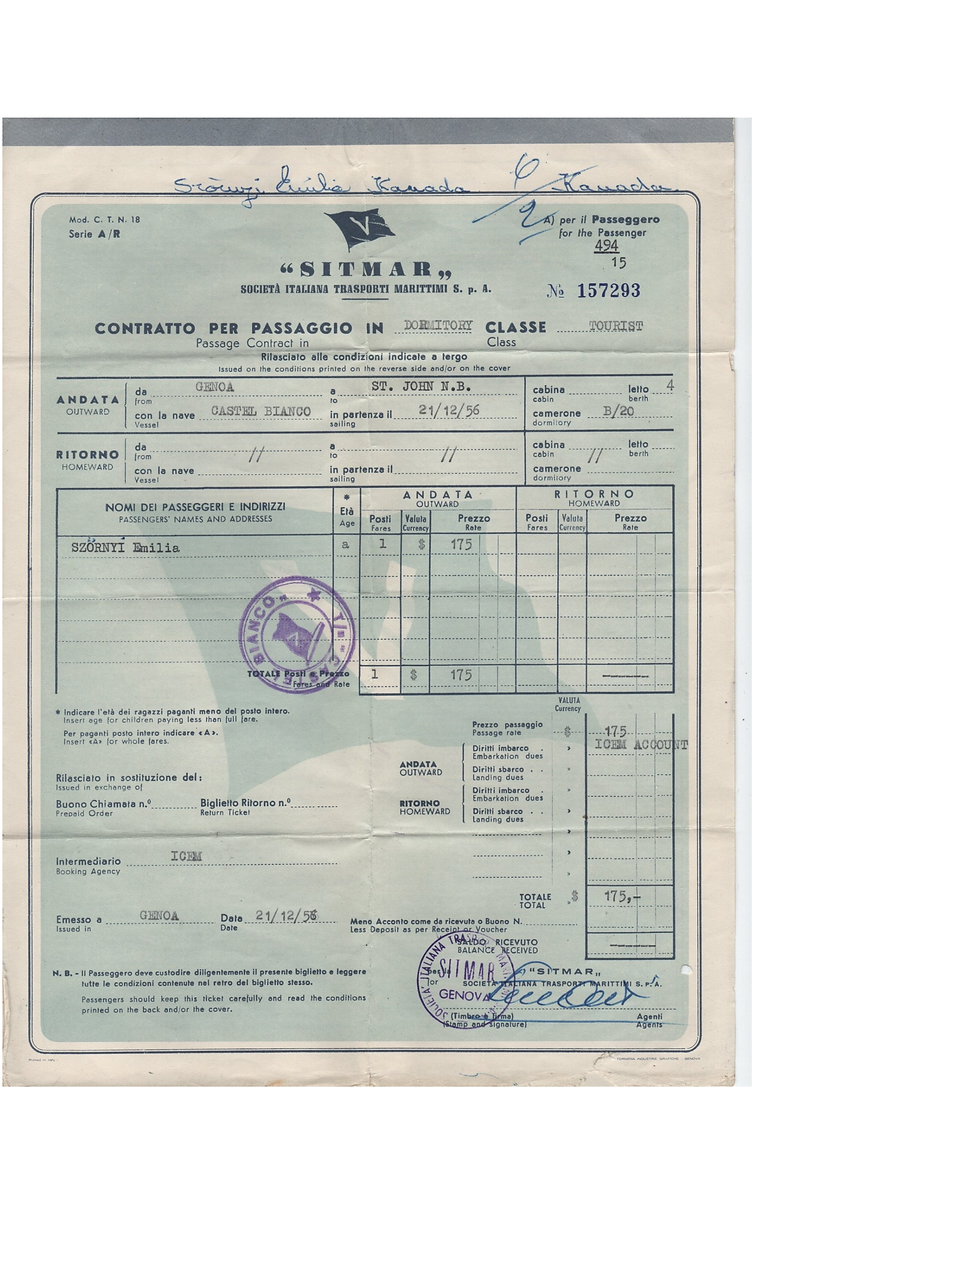 Szörnyi Emilia Kanada Kanada
Mod. C. T. N. 18
Serie A/R
A) per il Passeggero
for the Passenger
494
15
V
"SITMAR"
SOCIETÀ ITALIANA TRASPORTI MARITTIMI S. p. A.
№ 157293
CONTRATTO PER PASSAGGIO IN DORMITORY CLASSE TOURIST
Passage Contract in Class
Rilasciato alle condizioni indicate a tergo
Issued on the conditions printed on the reverse side and/or on the cover
ANDATA da GENOA a ST. JOHN N.B. cabina letto 4
OUTWARD from to cabin berth
con la nave CASTEL BIANCO in partenza il 21/12/56 camerone B/20
Vessel sailing dormitory
RITORNO da // a // cabina // letto
HOMEWARD from to cabin berth
con la nave in partenza il camerone
Vessel sailing dormitory
NOMI DEI PASSEGGERI E INDIRIZZI * Età ANDATA RITORNO
PASSENGERS' NAMES AND ADDRESSES Age OUTWARD HOMEWARD
Posti Valuta Prezzo Posti Valuta Prezzo
Fares Currency Rate Fares Currency Rate
SZÖRNYI Emilia a 1 $ 175
T/n "CASTEL BIANCO"
TOTALE Posti e Prezzo 1 $ 175
Fares and Rate
* Indicare l'età dei ragazzi paganti meno del posto intero.
Insert age for children paying less than full fare.
Per paganti posto intero indicare «A».
Insert «A» for whole fares.
VALUTA
Currency
Prezzo passaggio $ 175
Passage rate
ICEM ACCOUNT
ANDATA Diritti imbarco . »
OUTWARD Embarkation dues
Diritti sbarco . . »
Landing dues
RITORNO Diritti imbarco . »
HOMEWARD Embarkation dues
Diritti sbarco . . »
Landing dues
Rilasciato in sostituzione del:
Issued in exchange of
Buono Chiamata n.º Biglietto Ritorno n.º
Prepaid Order Return Ticket
Intermediario ICEM
Booking Agency
TOTALE $ 175,-
TOTAL
Emesso a GENOA Data 21/12/56
Issued in Date
Meno Acconto come da ricevuta o Buono N.
Less Deposit as per Receipt or Voucher
SALDO RICEVUTO
BALANCE RECEIVED
N. B. - Il Passeggero deve custodire diligentemente il presente biglietto e leggere
tutte le condizioni contenute nel retro del biglietto stesso.
Passengers should keep this ticket carefully and read the conditions
printed on the back and/or the cover.
Per la "SITMAR"
for SOCIETÀ ITALIANA TRASPORTI MARITTIMI S. p. A.
SITMAR
GENOVA
(Timbro e firma) Agenti
(Stamp and signature) Agents